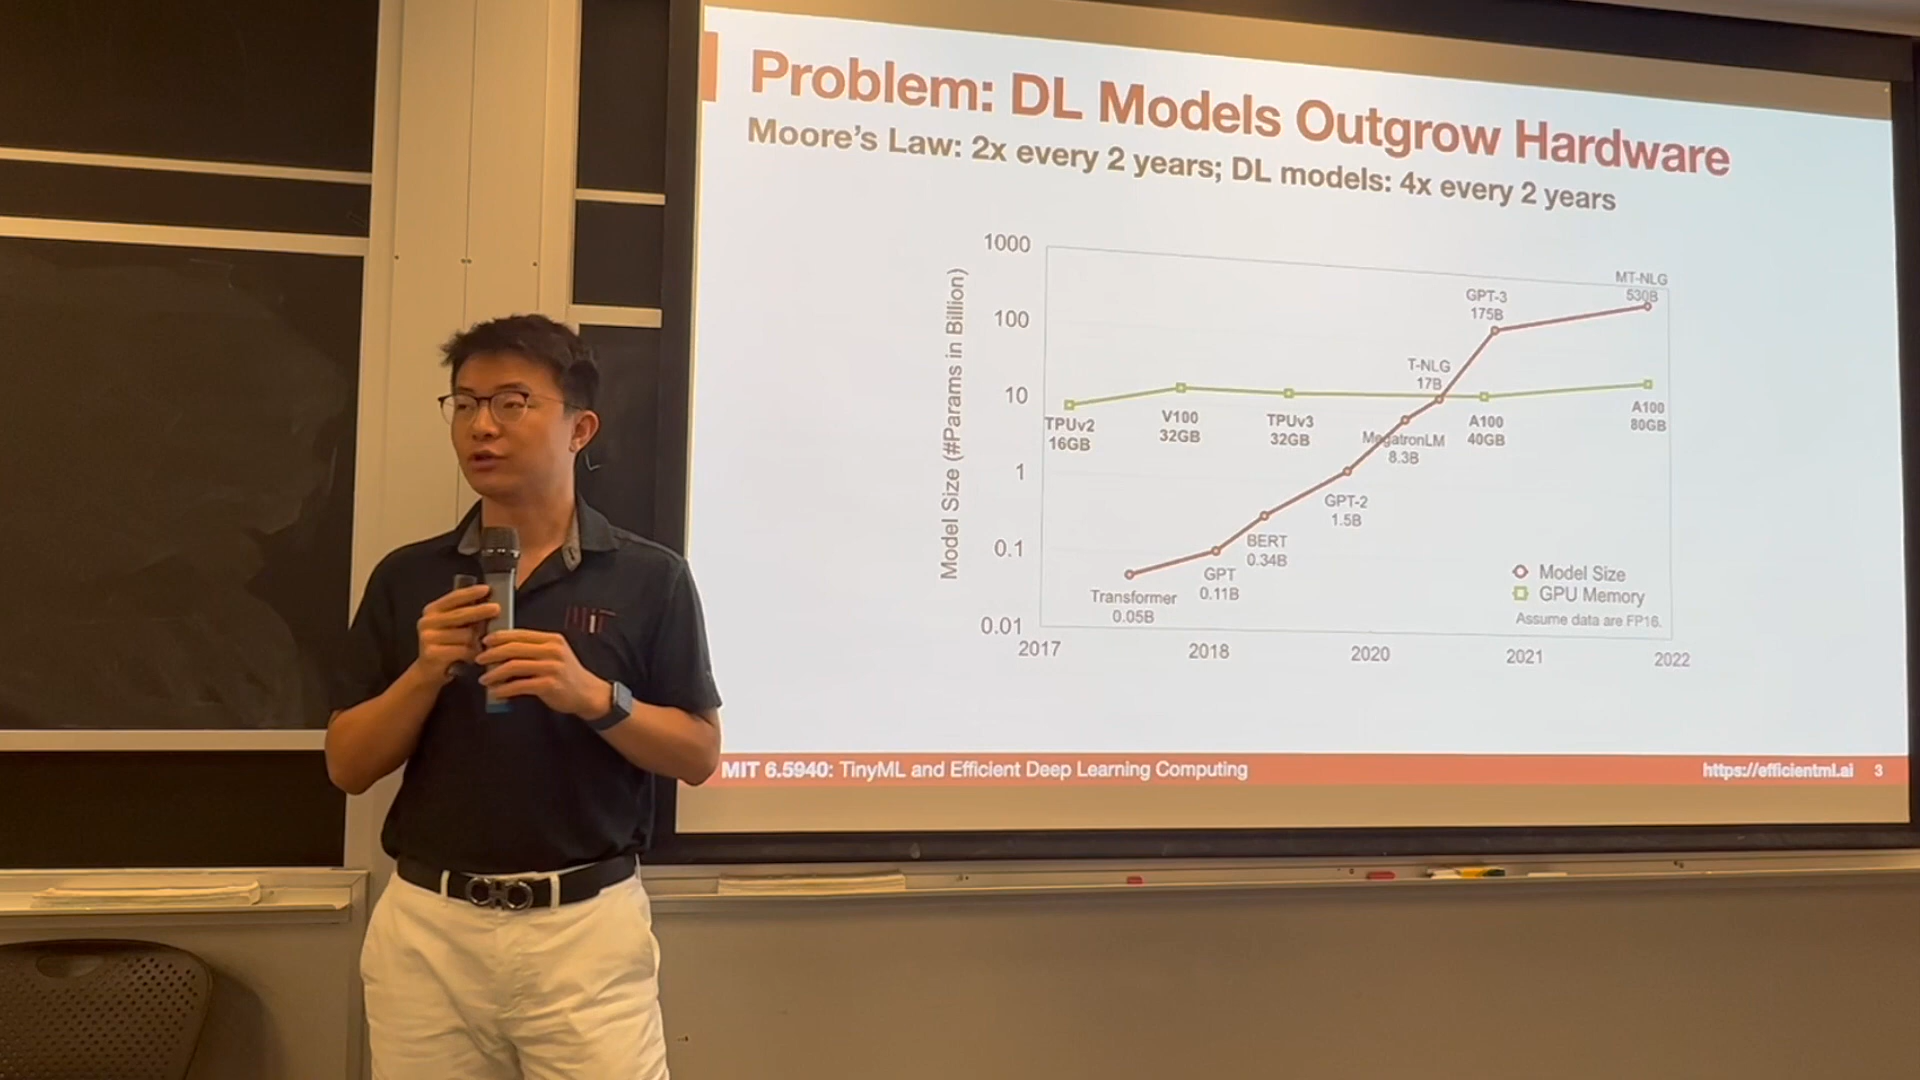 Problem: DL Models Outgrow Hardware
Moore's Law: 2x every 2 years; DL models: 4x every 2 years
Model Size (#Params in Billion)
1000
100
10
1
0.1
0.01
2017
2018
2020
2021
2022
TPUv2
16GB
V100
32GB
TPUv3
32GB
A100
40GB
A100
80GB
Transformer
0.05B
GPT
0.11B
BERT
0.34B
GPT-2
1.5B
MegatronLM
8.3B
T-NLG
17B
GPT-3
175B
MT-NLG
530B
Model Size
GPU Memory
Assume data are FP16.
MIT 6.5940: TinyML and Efficient Deep Learning Computing
https://efficientml.ai 3
MIT